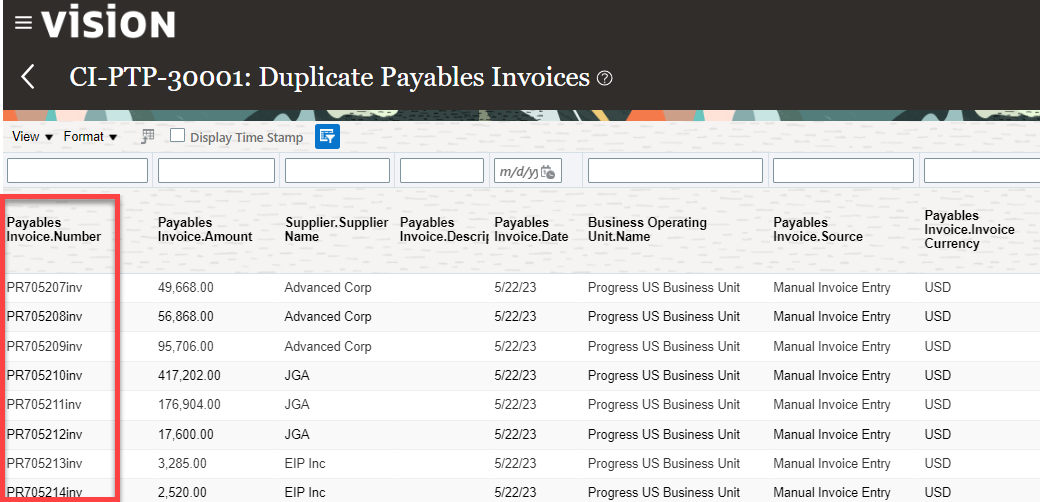 VISION
CI-PTP-30001: Duplicate Payables Invoices ?
View Format Display Time Stamp
m/d/yy
Payables Invoice.Number Payables Invoice.Amount Supplier.Supplier Name Payables Invoice.Descrip Payables Invoice.Date Business Operating Unit.Name Payables Invoice.Source Payables Invoice.Invoice Currency
PR705207inv 49,668.00 Advanced Corp 5/22/23 Progress US Business Unit Manual Invoice Entry USD
PR705208inv 56,868.00 Advanced Corp 5/22/23 Progress US Business Unit Manual Invoice Entry USD
PR705209inv 95,706.00 Advanced Corp 5/22/23 Progress US Business Unit Manual Invoice Entry USD
PR705210inv 417,202.00 JGA 5/22/23 Progress US Business Unit Manual Invoice Entry USD
PR705211inv 176,904.00 JGA 5/22/23 Progress US Business Unit Manual Invoice Entry USD
PR705212inv 17,600.00 JGA 5/22/23 Progress US Business Unit Manual Invoice Entry USD
PR705213inv 3,285.00 EIP Inc 5/22/23 Progress US Business Unit Manual Invoice Entry USD
PR705214inv 2,520.00 EIP Inc 5/22/23 Progress US Business Unit Manual Invoice Entry USD